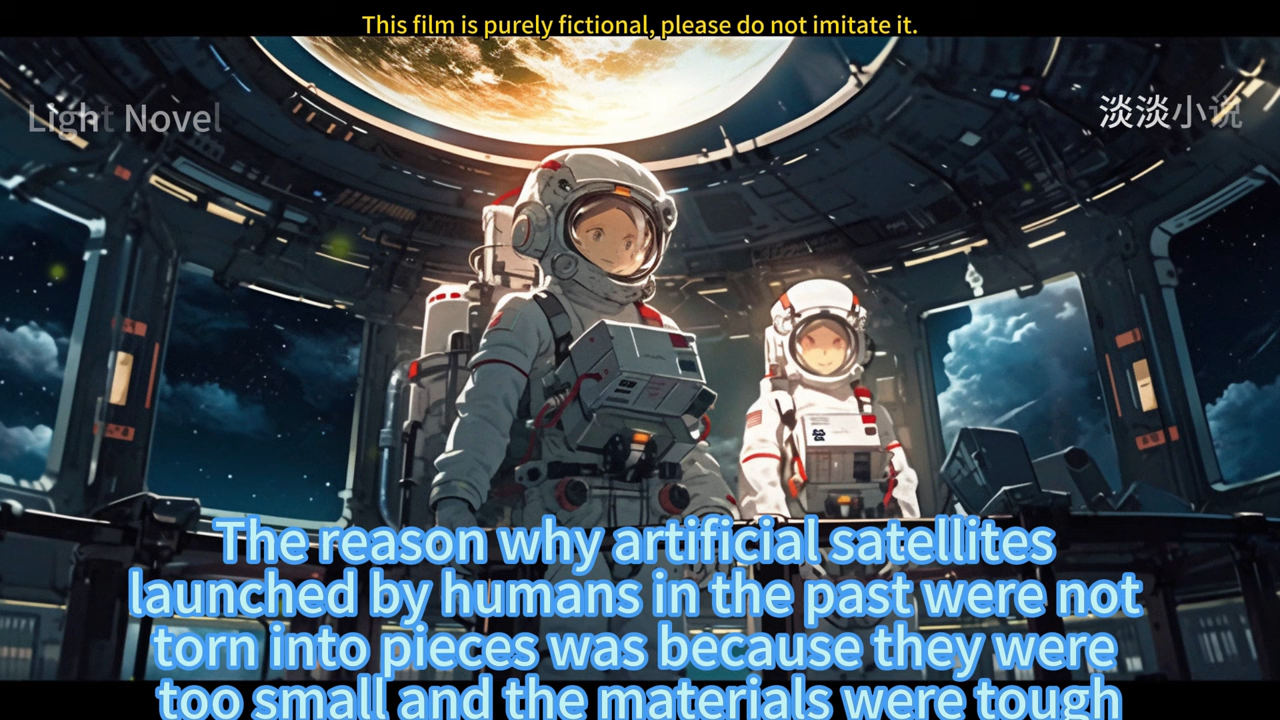 This film is purely fictional, please do not imitate it.
Light Novel
淡淡小说
The reason why artificial satellites
launched by humans in the past were not
torn into pieces was because they were
too small and the materials were tough